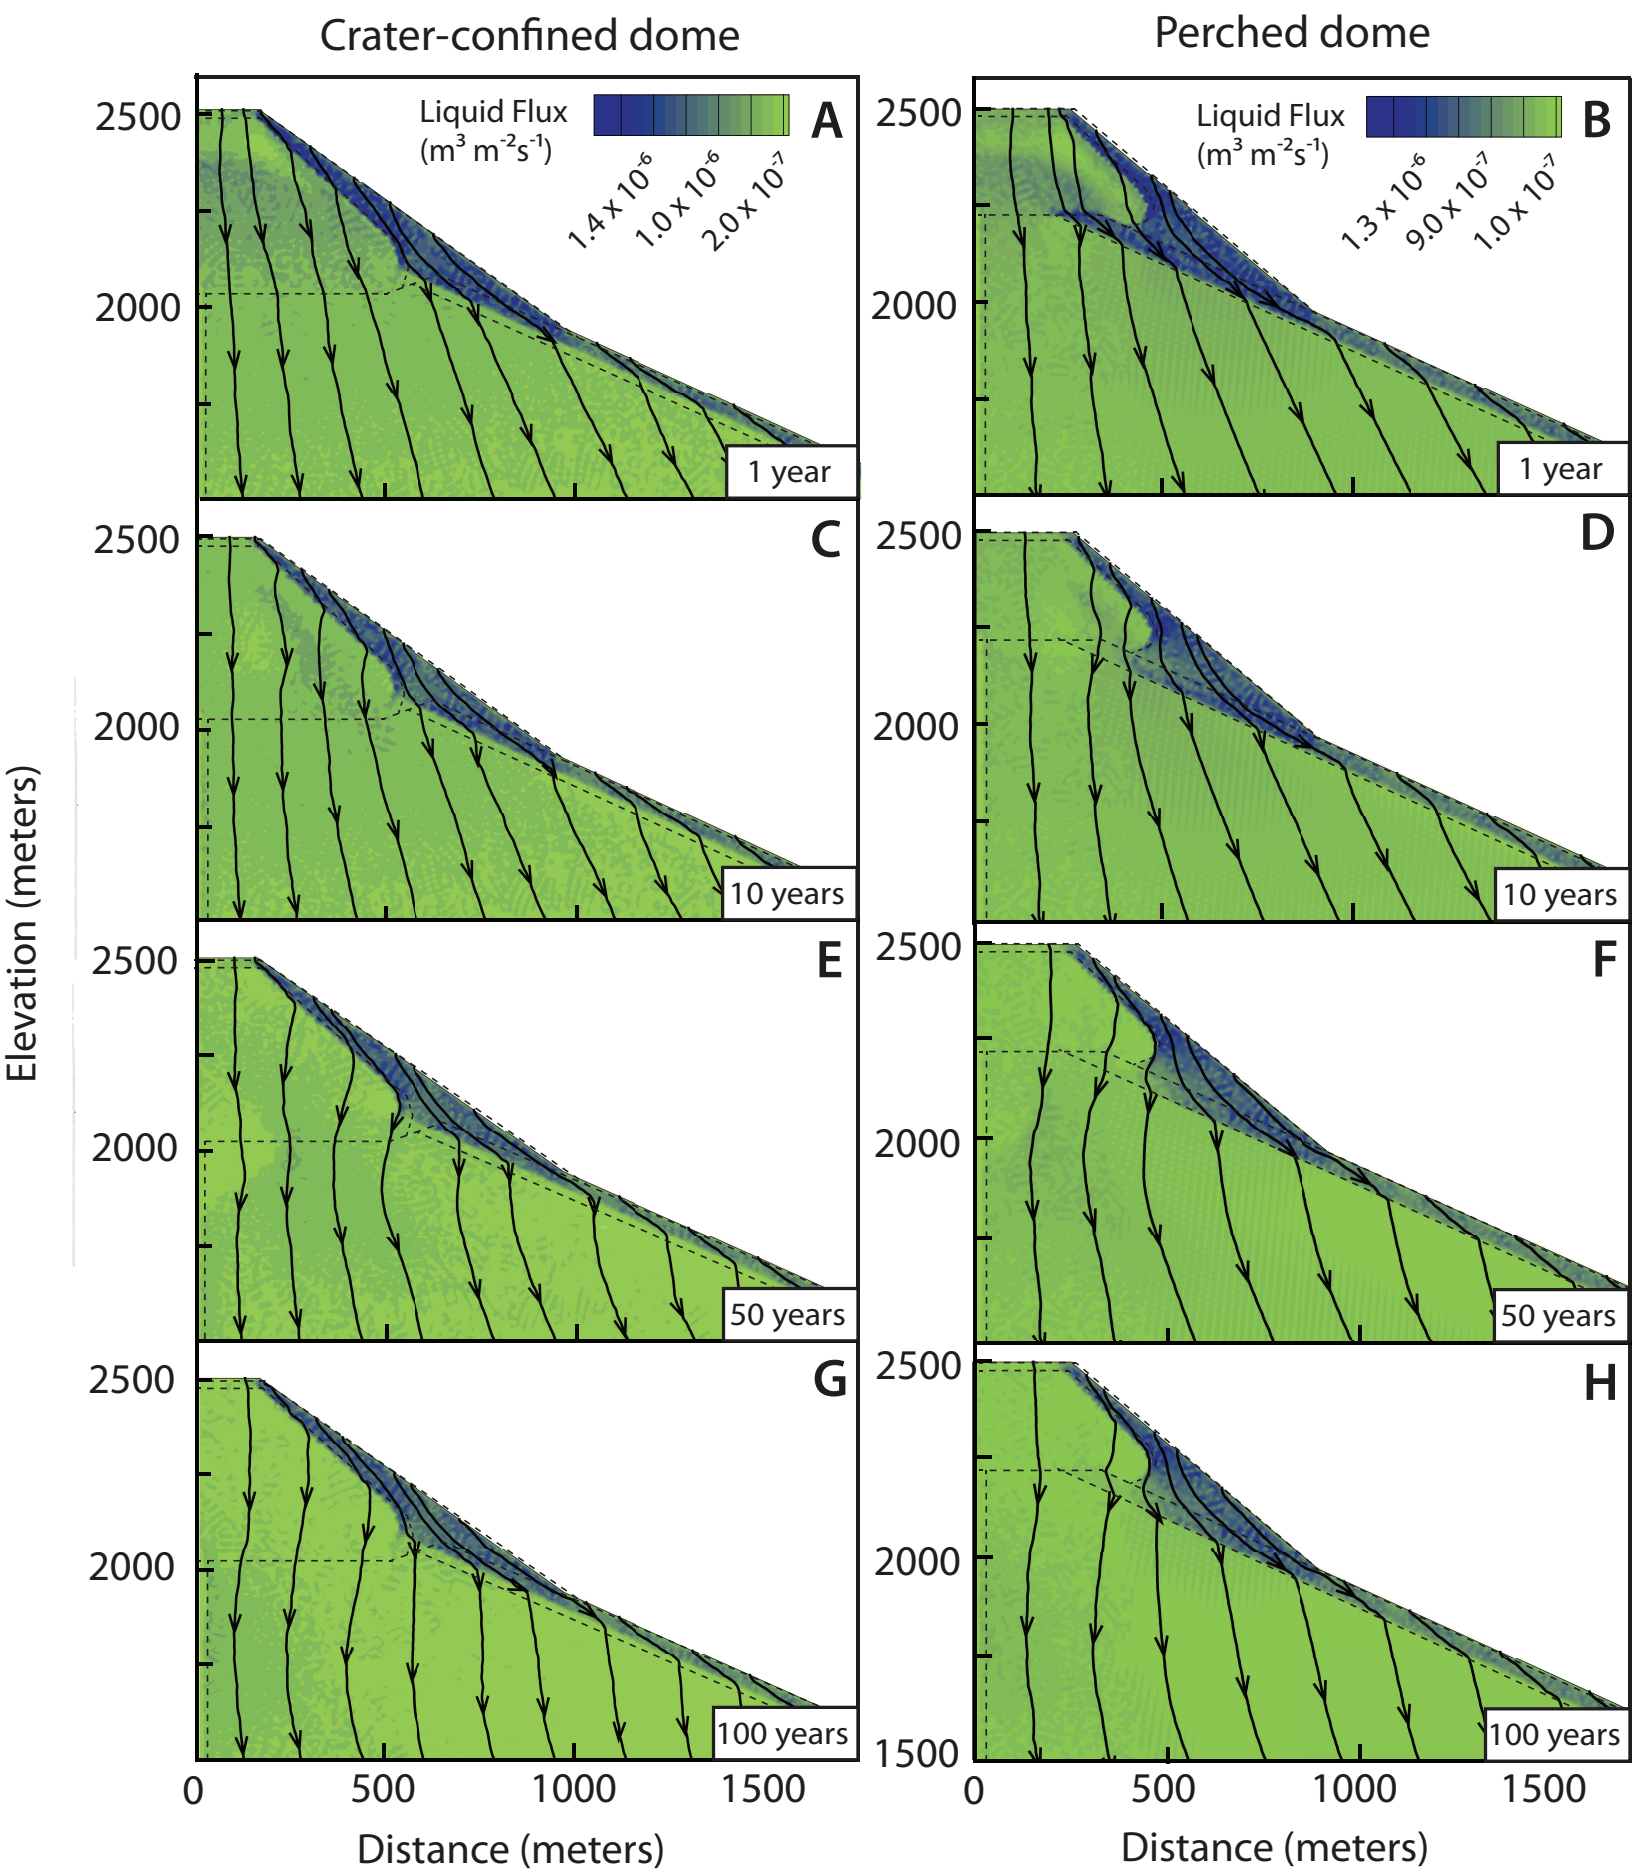 Crater-confined dome
Perched dome
Elevation (meters)
2500
2000
Liquid Flux
(m³ m⁻²s⁻¹)
1.4 x 10⁻⁶
1.0 x 10⁻⁶
2.0 x 10⁻⁷
A
1 year
2500
2000
Liquid Flux
(m³ m⁻²s⁻¹)
1.3 x 10⁻⁶
9.0 x 10⁻⁷
1.0 x 10⁻⁷
B
1 year
2500
2000
C
10 years
2500
2000
D
10 years
2500
2000
E
50 years
2500
2000
F
50 years
2500
2000
G
100 years
2500
2000
1500
H
100 years
0 500 1000 1500
0 500 1000 1500
Distance (meters)
Distance (meters)